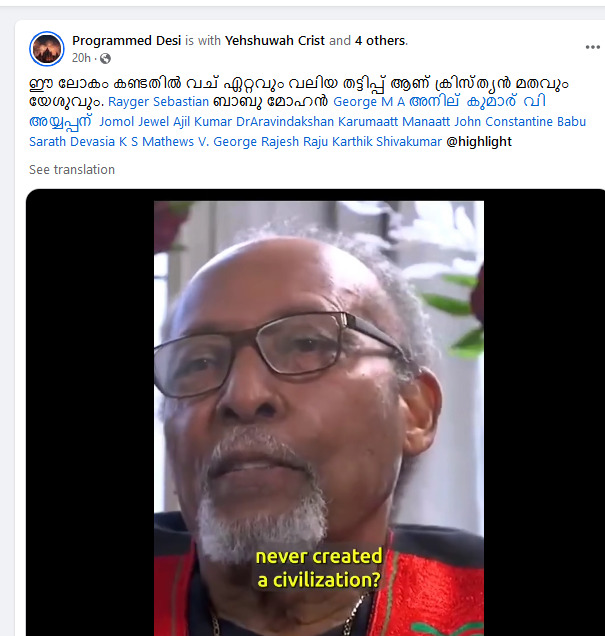 Programmed Desi is with Yehshuwah Crist and 4 others.
20h ·
ഈ ലോകം കണ്ടതിൽ വച് ഏറ്റവും വലിയ തട്ടിപ്പ് ആണ് ക്രിസ്ത്യൻ മതവും
യേശുവും. Rayger Sebastian ബാബു മോഹൻ George M A അനില് കുമാർ വി
അയ്യപ്പന് Jomol Jewel Ajil Kumar DrAravindakshan Karumaatt Manaatt John Constantine Babu
Sarath Devasia K S Mathews V. George Rajesh Raju Karthik Shivakumar @highlight
See translation
never created
a civilization?